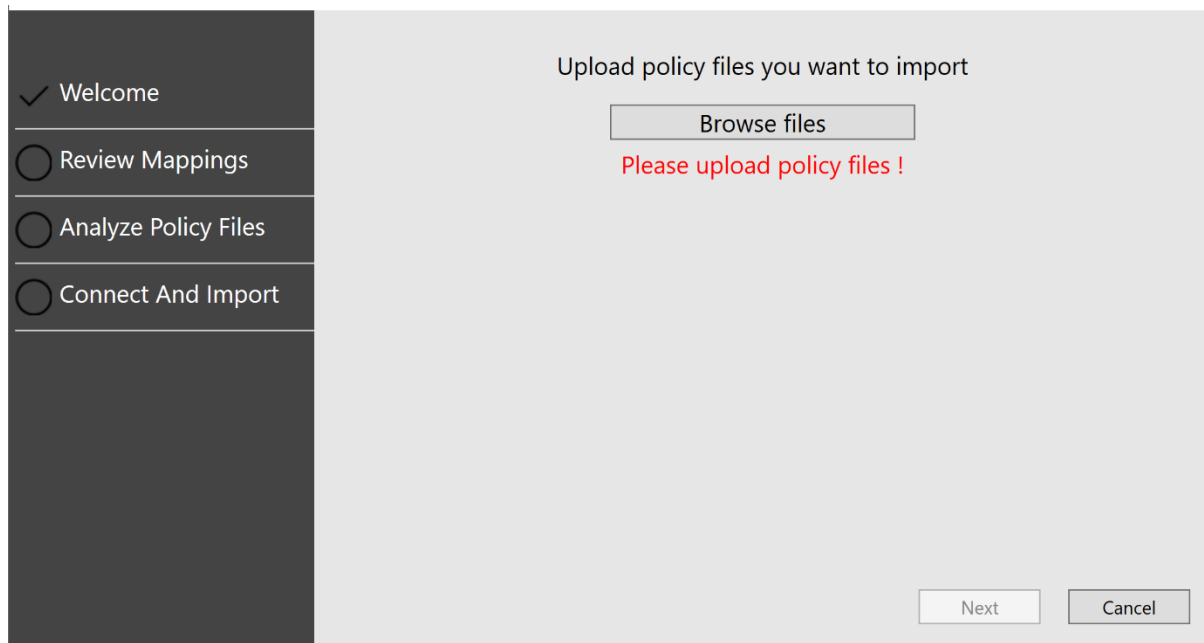 Welcome
Review Mappings
Analyze Policy Files
Connect And Import
Upload policy files you want to import
Browse files
Please upload policy files !
Next
Cancel